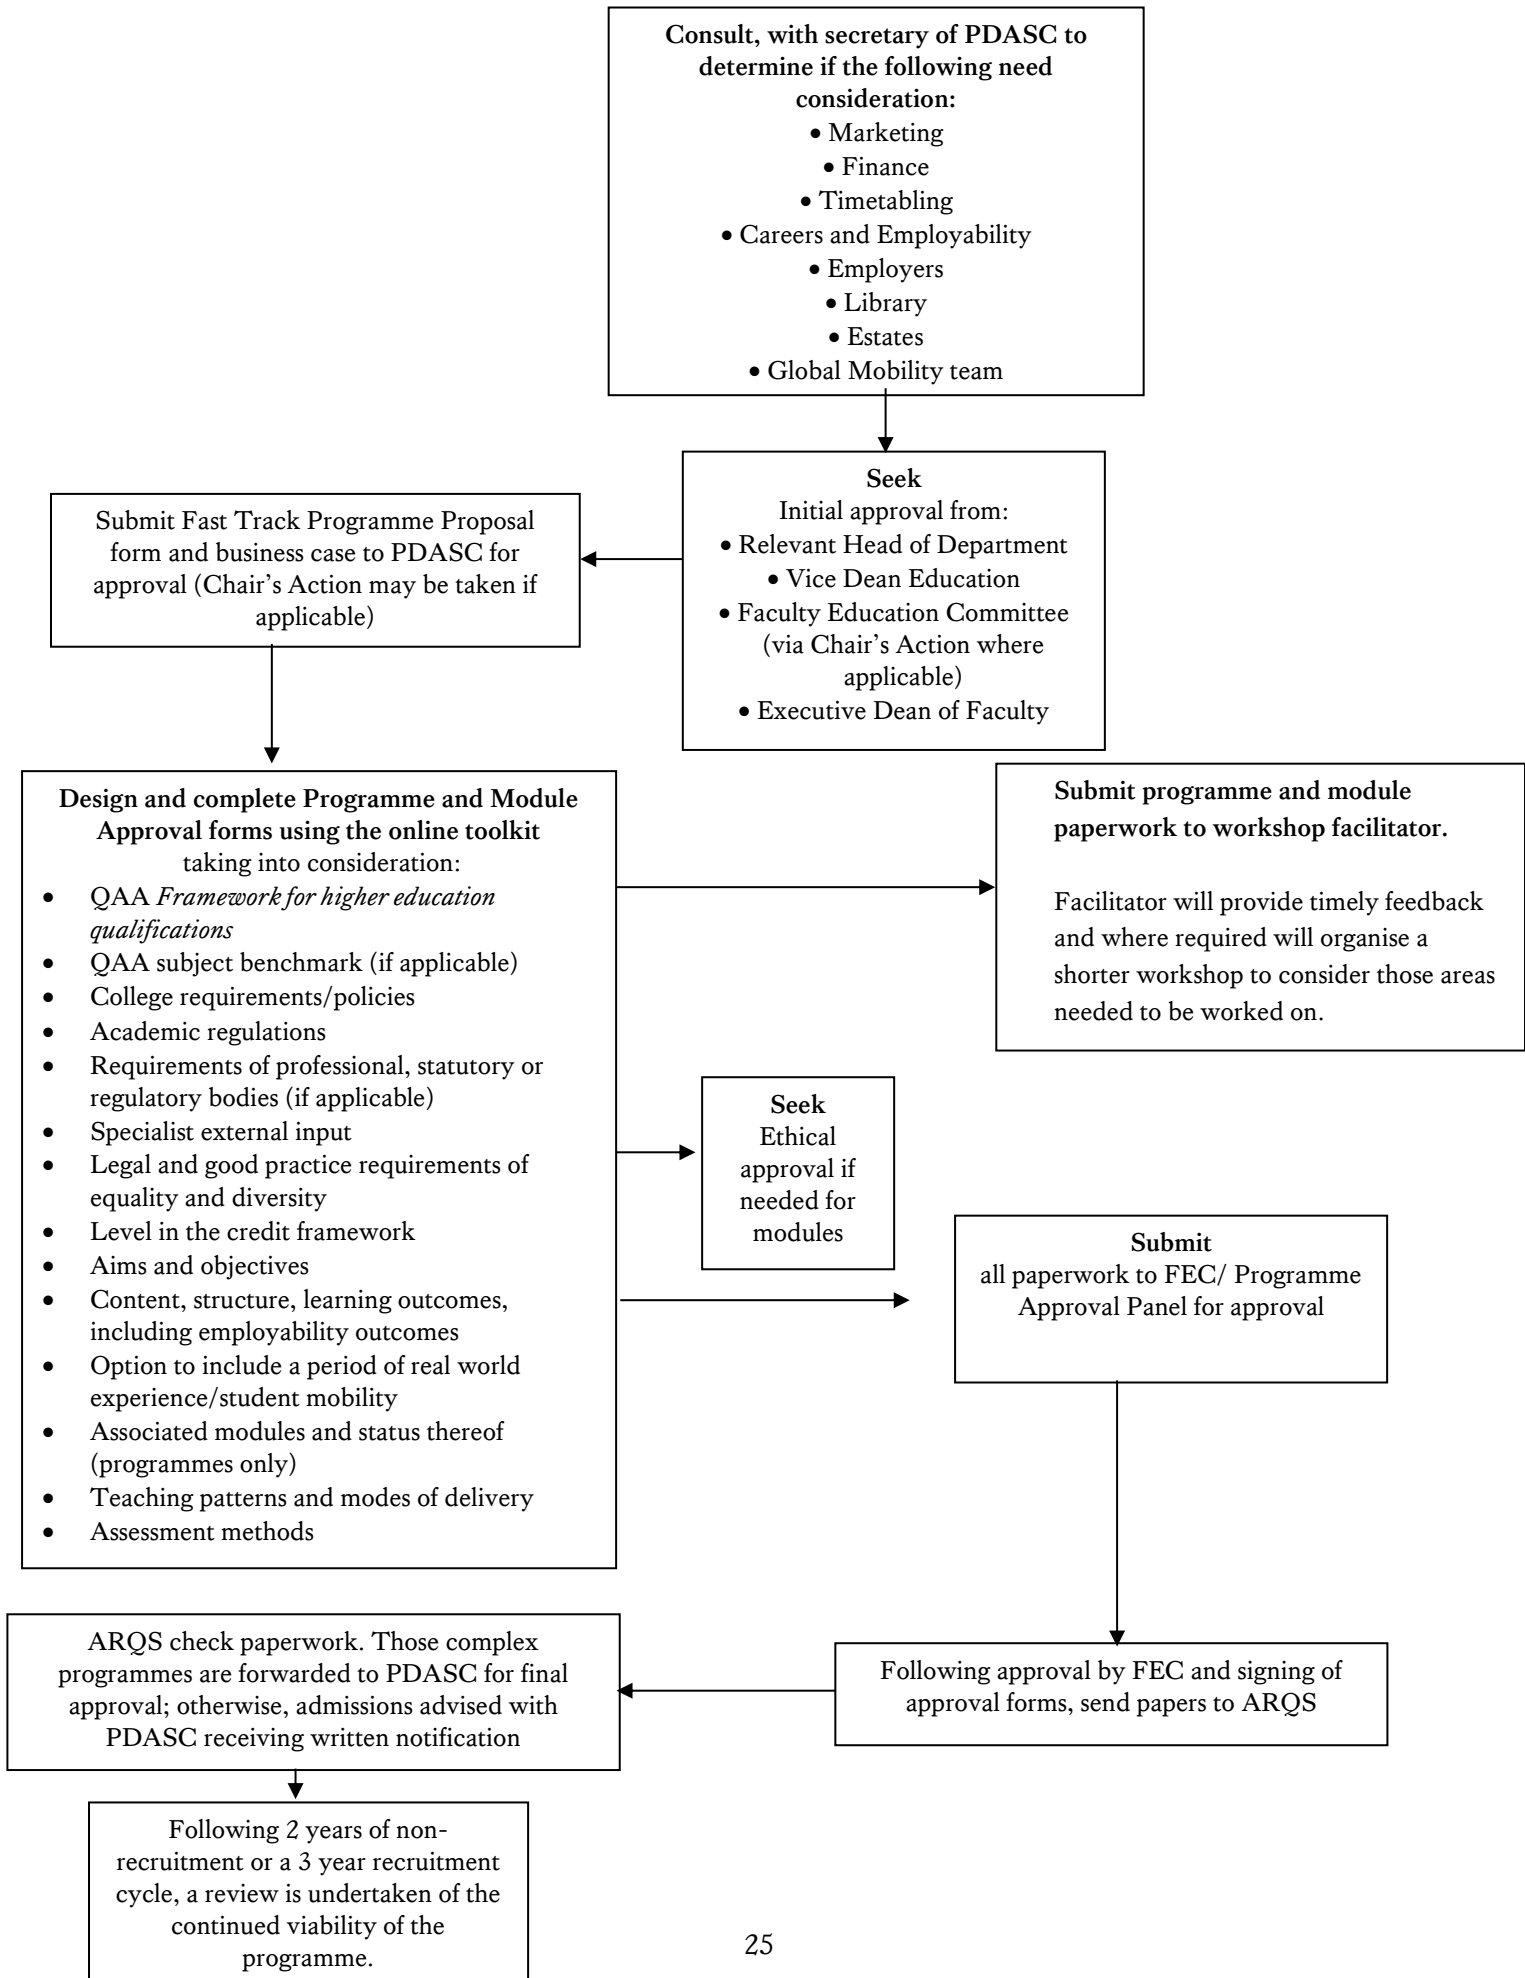 Consult, with secretary of PDASC to
determine if the following need
consideration:
• Marketing
• Finance
• Timetabling
• Careers and Employability
• Employers
• Library
• Estates
• Global Mobility team
Seek
Initial approval from:
• Relevant Head of Department
• Vice Dean Education
• Faculty Education Committee
(via Chair's Action where
applicable)
• Executive Dean of Faculty
Submit Fast Track Programme Proposal
form and business case to PDASC for
approval (Chair's Action may be taken if
applicable)
Design and complete Programme and Module
Approval forms using the online toolkit
taking into consideration:
• QAA Framework for higher education
qualifications
• QAA subject benchmark (if applicable)
• College requirements/policies
• Academic regulations
• Requirements of professional, statutory or
regulatory bodies (if applicable)
• Specialist external input
• Legal and good practice requirements of
equality and diversity
• Level in the credit framework
• Aims and objectives
• Content, structure, learning outcomes,
including employability outcomes
• Option to include a period of real world
experience/student mobility
• Associated modules and status thereof
(programmes only)
• Teaching patterns and modes of delivery
• Assessment methods
Submit programme and module
paperwork to workshop facilitator.
Facilitator will provide timely feedback
and where required will organise a
shorter workshop to consider those areas
needed to be worked on.
Seek
Ethical
approval if
needed for
modules
Submit
all paperwork to FEC/ Programme
Approval Panel for approval
Following approval by FEC and signing of
approval forms, send papers to ARQS
ARQS check paperwork. Those complex
programmes are forwarded to PDASC for final
approval; otherwise, admissions advised with
PDASC receiving written notification
Following 2 years of non-
recruitment or a 3 year recruitment
cycle, a review is undertaken of the
continued viability of the
programme.
25